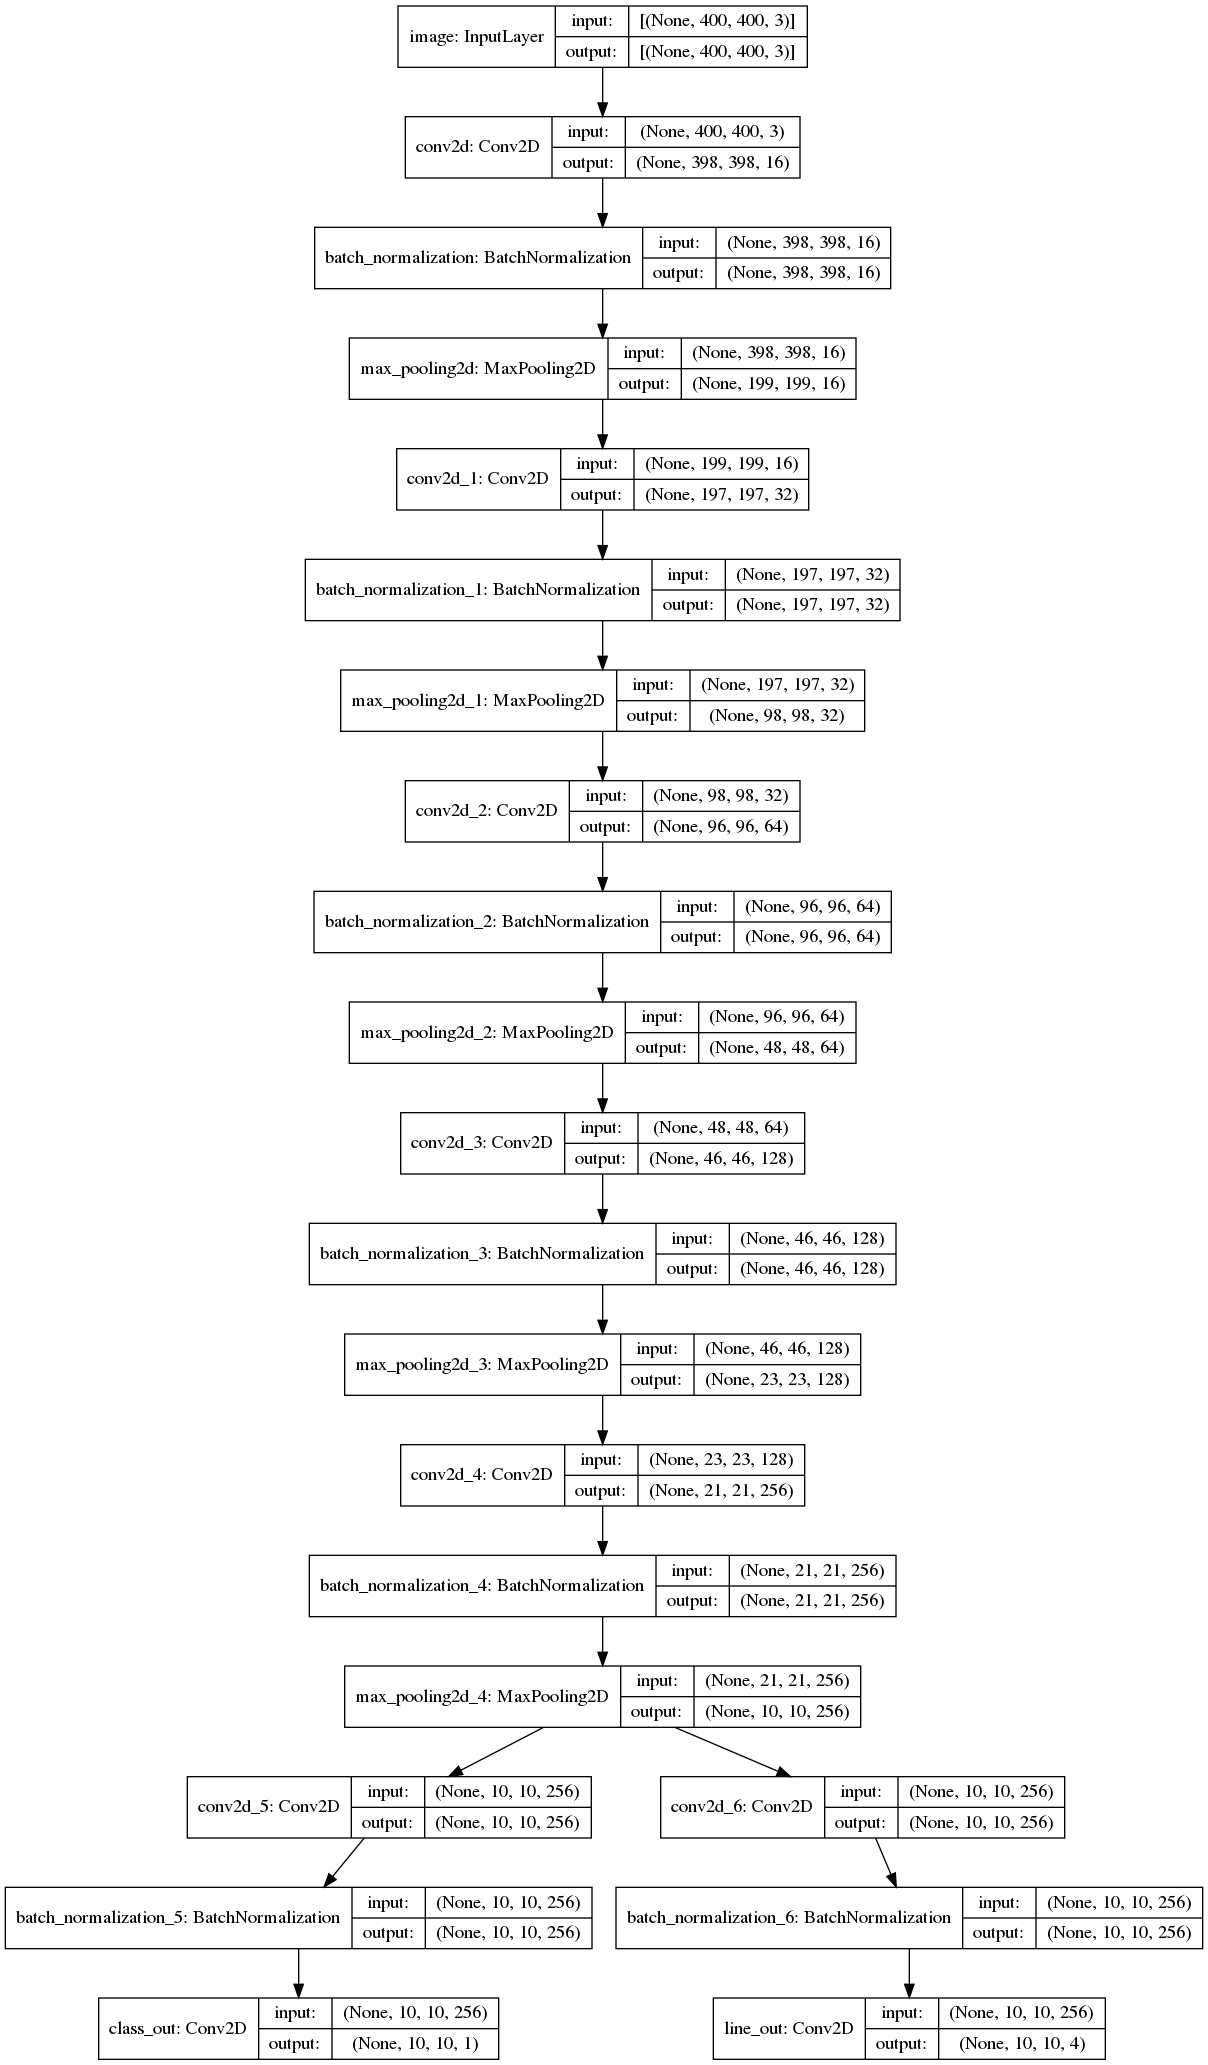 image: InputLayer input: [(None, 400, 400, 3)]
output: [(None, 400, 400, 3)]
conv2d: Conv2D input: (None, 400, 400, 3)
output: (None, 398, 398, 16)
batch_normalization: BatchNormalization input: (None, 398, 398, 16)
output: (None, 398, 398, 16)
max_pooling2d: MaxPooling2D input: (None, 398, 398, 16)
output: (None, 199, 199, 16)
conv2d_1: Conv2D input: (None, 199, 199, 16)
output: (None, 197, 197, 32)
batch_normalization_1: BatchNormalization input: (None, 197, 197, 32)
output: (None, 197, 197, 32)
max_pooling2d_1: MaxPooling2D input: (None, 197, 197, 32)
output: (None, 98, 98, 32)
conv2d_2: Conv2D input: (None, 98, 98, 32)
output: (None, 96, 96, 64)
batch_normalization_2: BatchNormalization input: (None, 96, 96, 64)
output: (None, 96, 96, 64)
max_pooling2d_2: MaxPooling2D input: (None, 96, 96, 64)
output: (None, 48, 48, 64)
conv2d_3: Conv2D input: (None, 48, 48, 64)
output: (None, 46, 46, 128)
batch_normalization_3: BatchNormalization input: (None, 46, 46, 128)
output: (None, 46, 46, 128)
max_pooling2d_3: MaxPooling2D input: (None, 46, 46, 128)
output: (None, 23, 23, 128)
conv2d_4: Conv2D input: (None, 23, 23, 128)
output: (None, 21, 21, 256)
batch_normalization_4: BatchNormalization input: (None, 21, 21, 256)
output: (None, 21, 21, 256)
max_pooling2d_4: MaxPooling2D input: (None, 21, 21, 256)
output: (None, 10, 10, 256)
conv2d_5: Conv2D input: (None, 10, 10, 256)
output: (None, 10, 10, 256)
conv2d_6: Conv2D input: (None, 10, 10, 256)
output: (None, 10, 10, 256)
batch_normalization_5: BatchNormalization input: (None, 10, 10, 256)
output: (None, 10, 10, 256)
batch_normalization_6: BatchNormalization input: (None, 10, 10, 256)
output: (None, 10, 10, 256)
class_out: Conv2D input: (None, 10, 10, 256)
output: (None, 10, 10, 1)
line_out: Conv2D input: (None, 10, 10, 256)
output: (None, 10, 10, 4)